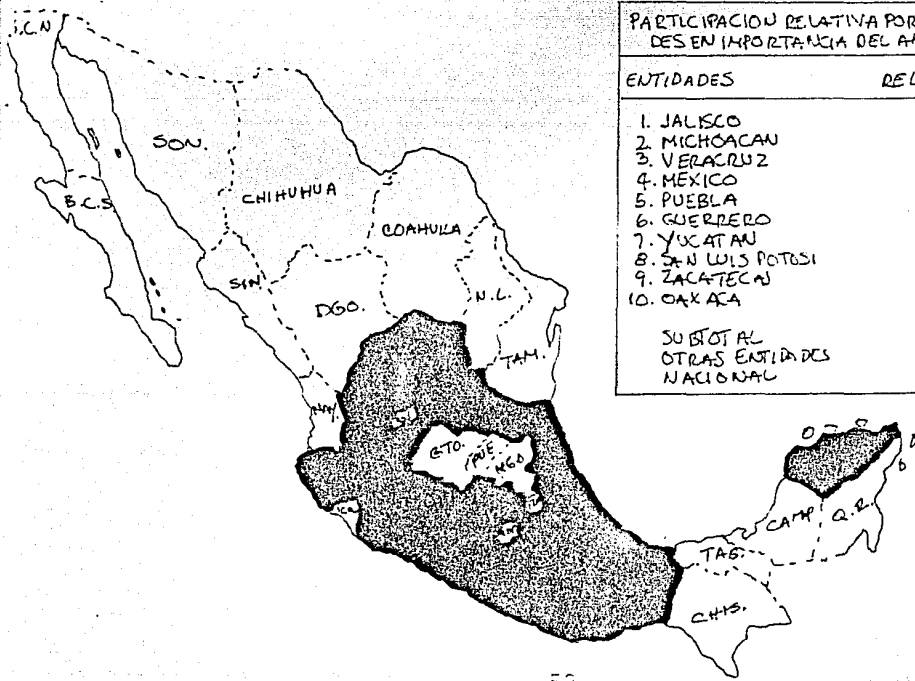 PARTICIPACION RELATIVA POR
DES EN IMPORTANCIA DEL
ENTIDADES
1. JALISCO
2. MICHOACAN
3. VERACRUZ
4. MEXICO
5. PUEBLA
6. GUERRERO
7. YUCATAN
8. SAN LUIS POTOSI
9. ZACATECAS
10. OAXACA
SUBTOTAL
OTRAS ENTIDADES
NACIONAL
SON.
CHIHUHUA
B.C.S
COAHUILA
SIN
DGO.
N.L.
TAM.
NAY.
GTO.
CAMP
Q.R.
TAB.
CHIS.